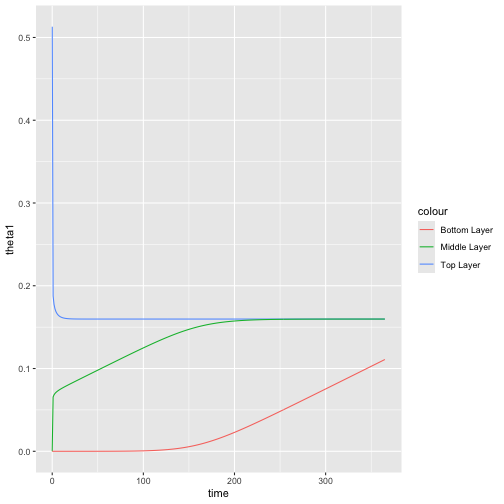 0.5
0.4
0.3
0.2
0.1
0.0
theta1
0 100 200 300
time
colour
Bottom Layer
Middle Layer
Top Layer